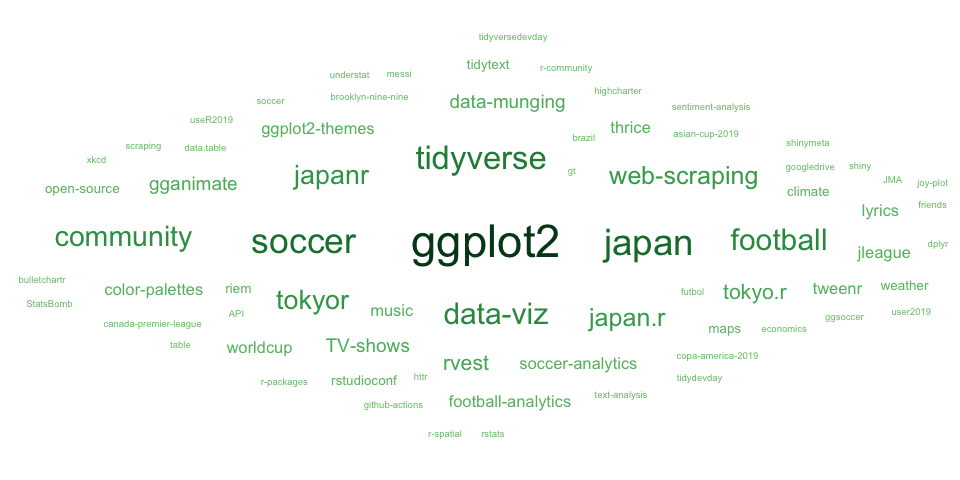 tidyversedevday
tidytext r-community
understat messi
brooklyn-nine-nine
highcharter
soccer data-munging sentiment-analysis
useR2019 ggplot2-themes thrice asian-cup-2019
brazil
scraping data.table shinymeta
xkcd tidyverse googledrive shiny
gt
open-source gganimate japanr web-scraping climate JMA joy-plot
lyrics friends
community soccer ggplot2 japan football dplyr
jleague
bulletchartr color-palettes riem futbol tokyo.r tweenr weather
StatsBomb tokyor
API music data-viz japan.r ggsoccer user2019
canada-premier-league maps economics
table worldcup TV-shows
rvest soccer-analytics copa-america-2019
r-packages rstudioconf httr tidydevday
github-actions football-analytics text-analysis
r-spatial rstats